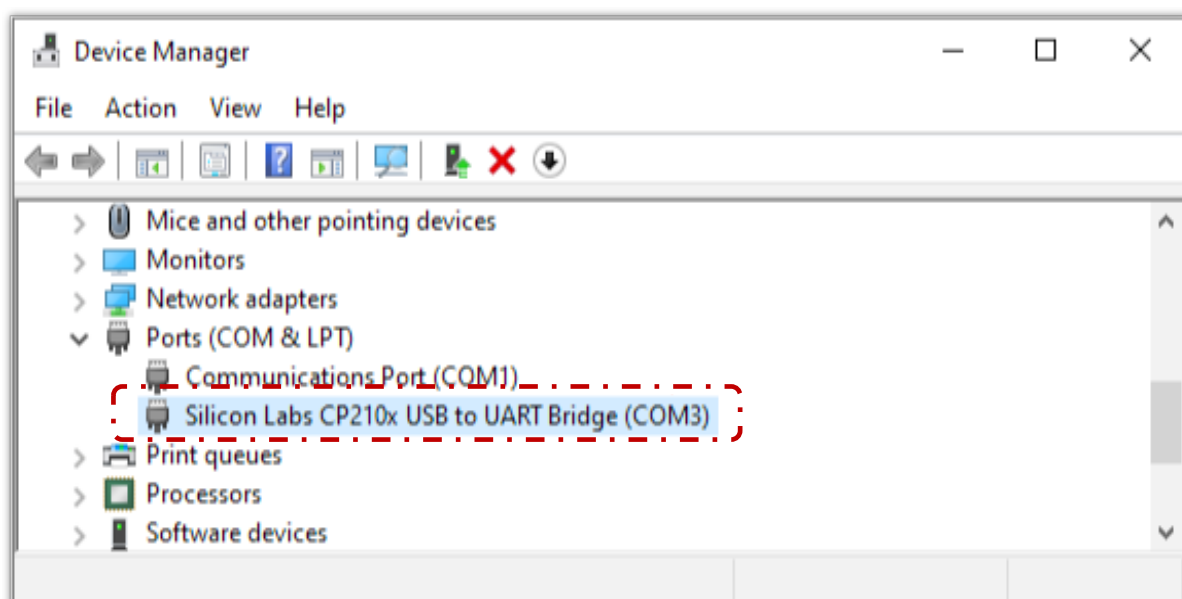 Device Manager
File Action View Help
Mice and other pointing devices
Monitors
Network adapters
Ports (COM & LPT)
Communications Port (COM1)
Silicon Labs CP210x USB to UART Bridge (COM3)
Print queues
Processors
Software devices